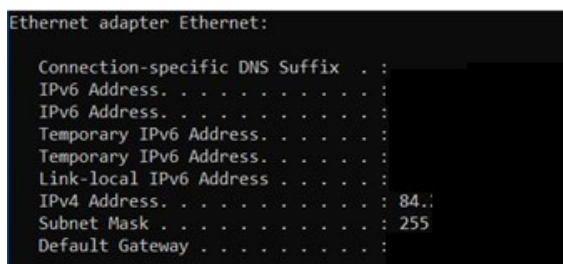 Ethernet adapter Ethernet:
Connection-specific DNS Suffix . :
IPv6 Address. . . . . . . . . . . :
IPv6 Address. . . . . . . . . . . :
Temporary IPv6 Address. . . . . . :
Temporary IPv6 Address. . . . . . :
Link-local IPv6 Address . . . . . :
IPv4 Address. . . . . . . . . . . : 84.
Subnet Mask . . . . . . . . . . . : 255
Default Gateway . . . . . . . . . :